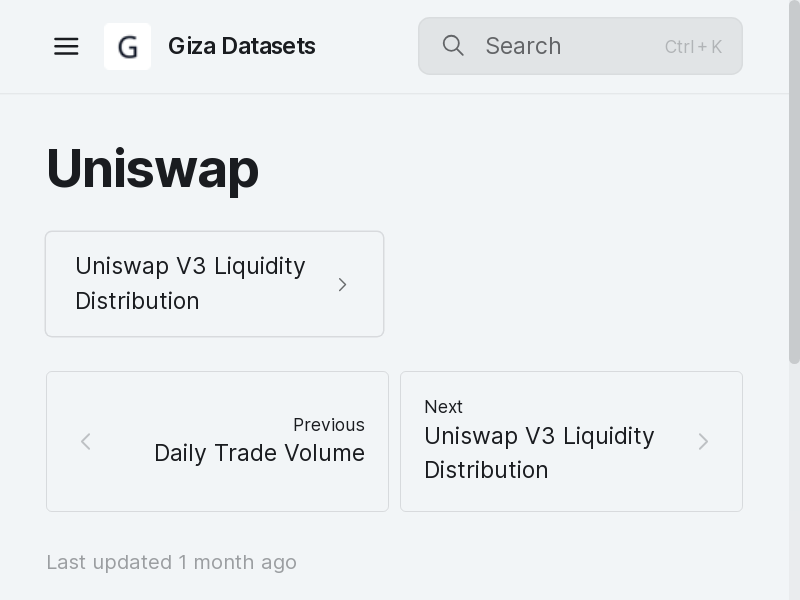 G
Giza Datasets
Search
Ctrl + K
Uniswap
Uniswap V3 Liquidity
Distribution
Previous
Daily Trade Volume
Next
Uniswap V3 Liquidity
Distribution
Last updated 1 month ago